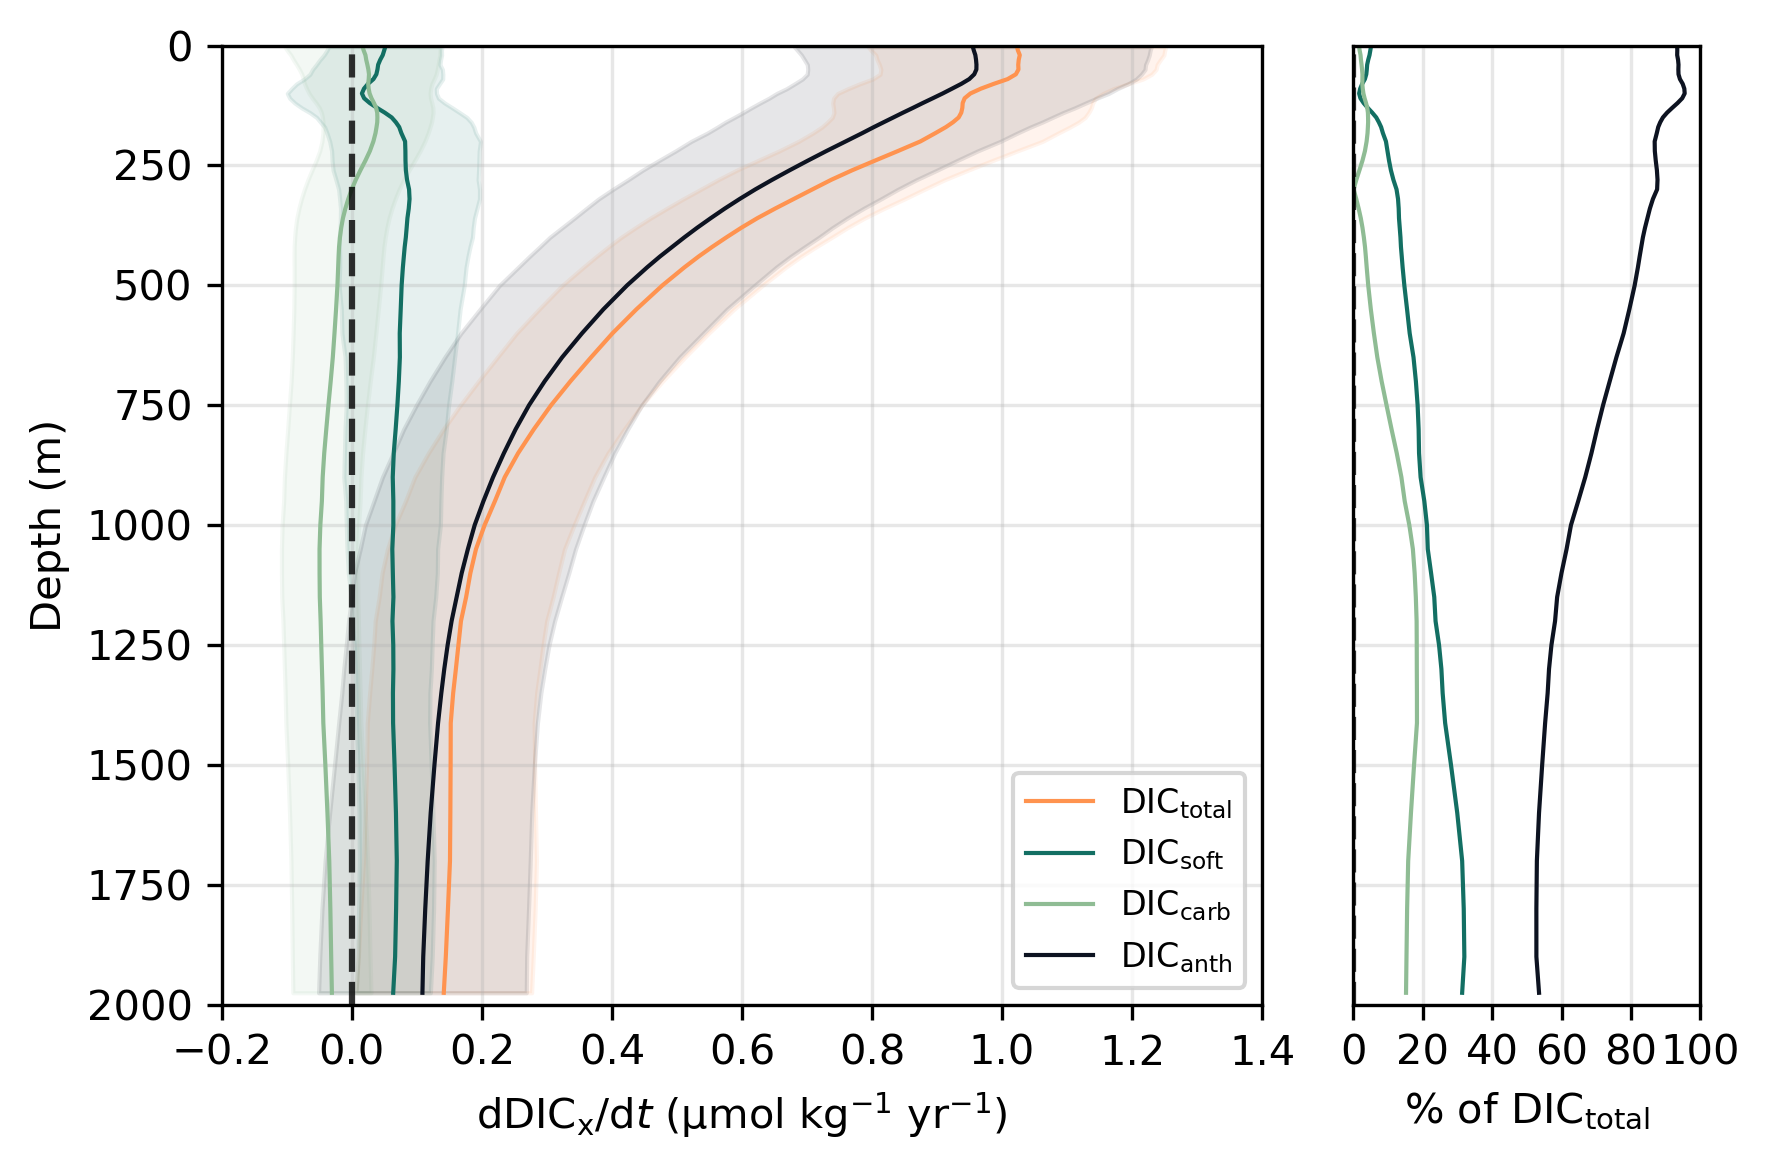 0
250
500
750
1000
1250
1500
1750
2000
Depth (m)
−0.2 0.0 0.2 0.4 0.6 0.8 1.0 1.2 1.4
dDICx/dt (μmol kg⁻¹ yr⁻¹)
DICtotal
DICsoft
DICcarb
DICanth
0 20 40 60 80 100
% of DICtotal